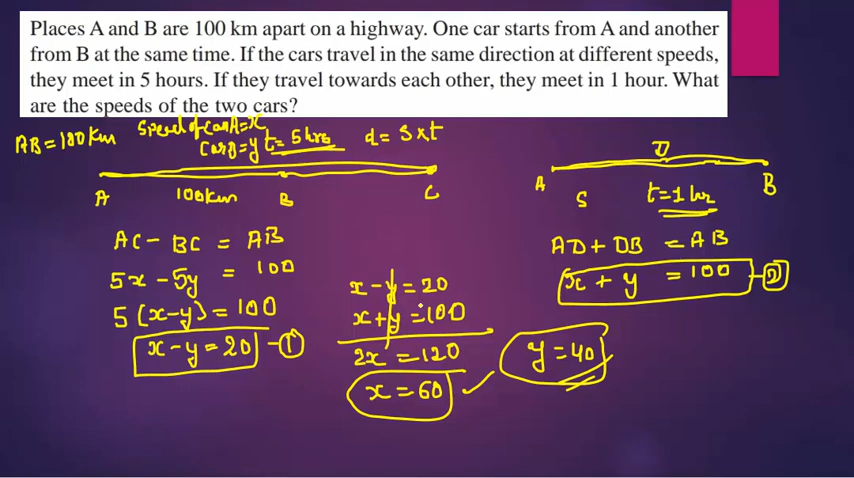 Places A and B are 100 km apart on a highway. One car starts from A and another
from B at the same time. If the cars travel in the same direction at different speeds,
they meet in 5 hours. If they travel towards each other, they meet in 1 hour. What
are the speeds of the two cars?
AB = 100 Km
Speed of Car A = x
Car B = y
t = 5 hrs
d = S x t
A
100km
B
C
D
A
S
t = 1 hr
B
AC - BC = AB
5x - 5y = 100
5 (x - y) = 100
x - y = 20 - ①
x - y = 20
x + y = 100
2x = 120
x = 60
AD + DB = AB
x + y = 100 - ②
y = 40